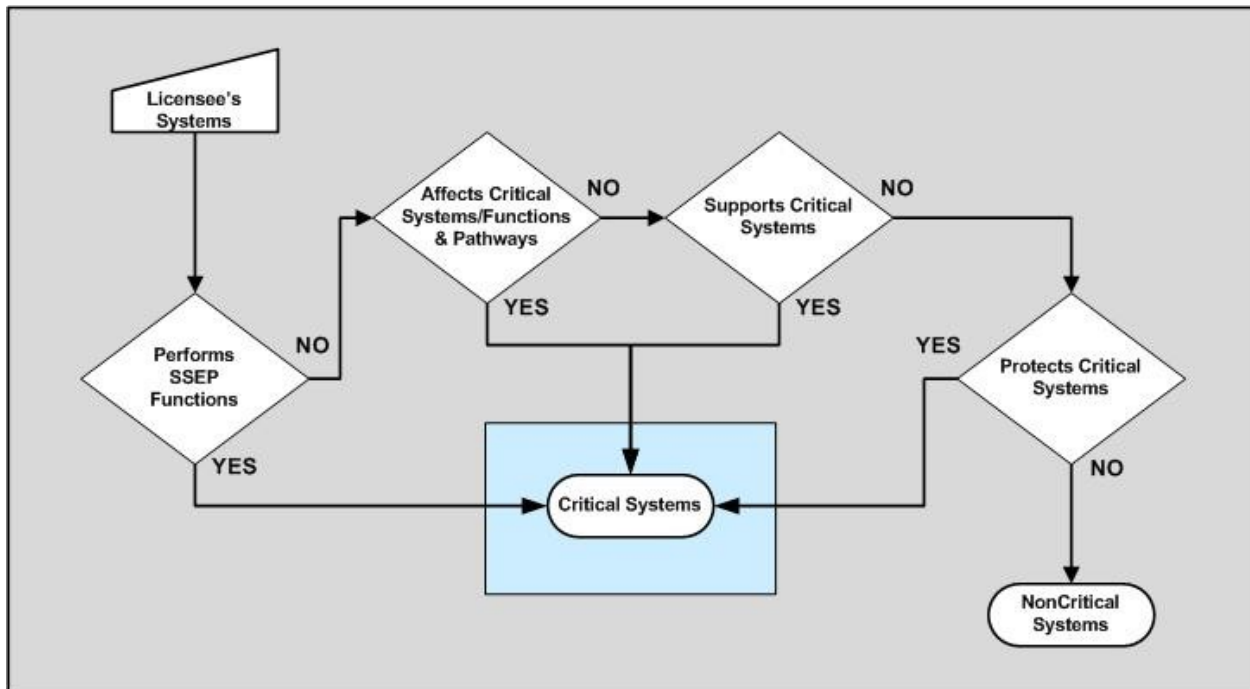 Licensee's
Systems
Affects Critical
Systems/Functions
& Pathways
NO
Supports Critical
Systems
NO
YES
YES
Performs
SSEP
Functions
NO
YES
Protects Critical
Systems
YES
NO
Critical Systems
NonCritical
Systems